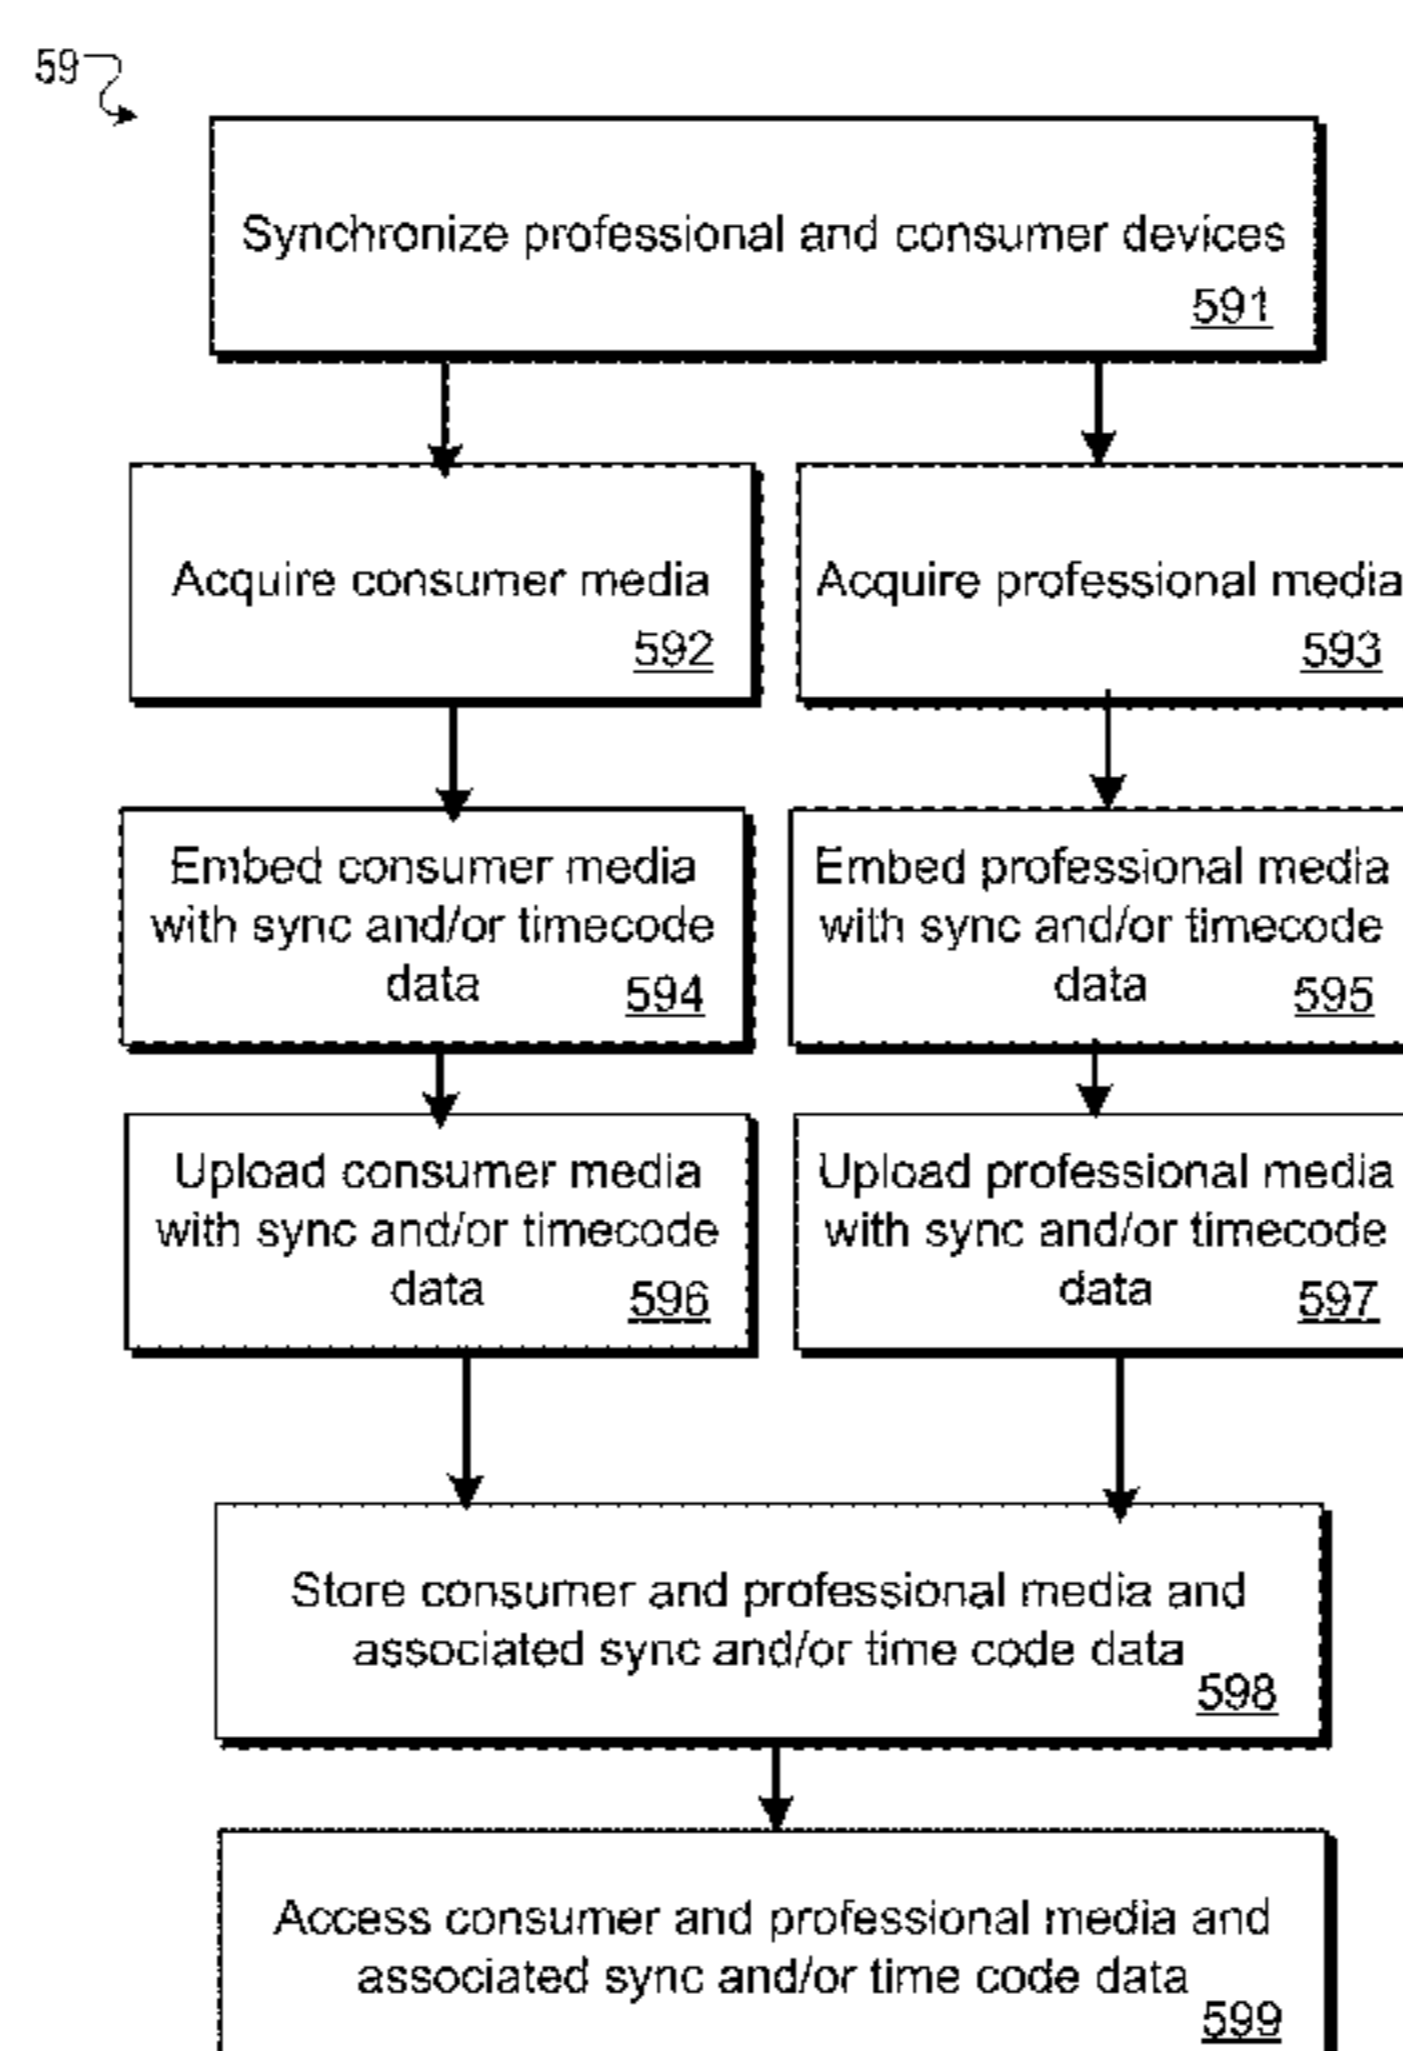 59
Synchronize professional and consumer devices
591
Acquire consumer media
592
Acquire professional media
593
Embed consumer media
with sync and/or timecode
data 594
Embed professional media
with sync and/or timecode
data 595
Upload consumer media
with sync and/or timecode
data 596
Upload professional media
with sync and/or timecode
data 597
Store consumer and professional media and
associated sync and/or time code data
598
Access consumer and professional media and
associated sync and/or time code data
599